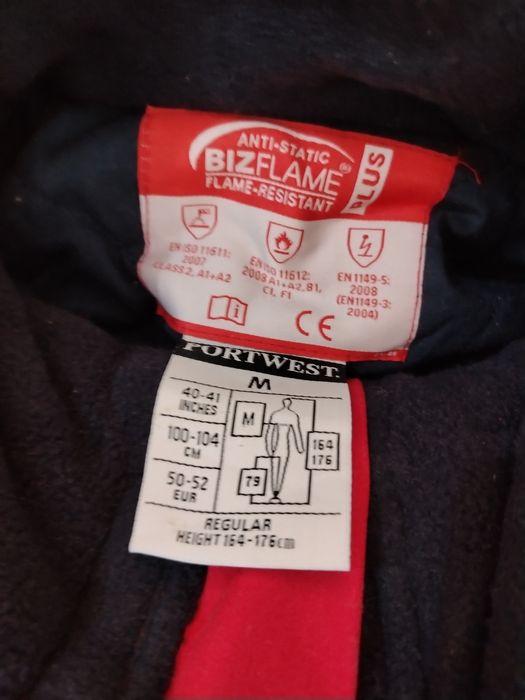 ANTI-STATIC
BIZFLAME®
PLUS
FLAME-RESISTANT
EN ISO 11611:
2007
CLASS 2, A1+A2
EN ISO 11612:
2008 A1+A2, B1,
C1, F1
EN1149-5:
2008
(EN1149-3:
2004)
i
CE
PORTWEST.
M
40-41
INCHES
100-104
CM
50-52
EUR
M
164
176
79
REGULAR
HEIGHT 164-176cm